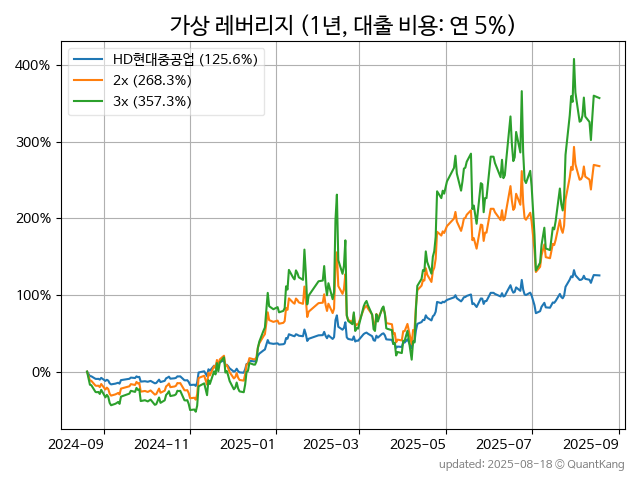 가상 레버리지 (1년, 대출 비용: 연 5%)
HD현대중공업 (125.6%)
2x (268.3%)
3x (357.3%)
400%
300%
200%
100%
0%
2024-09 2024-11 2025-01 2025-03 2025-05 2025-07 2025-09
updated: 2025-08-18 © QuantKang